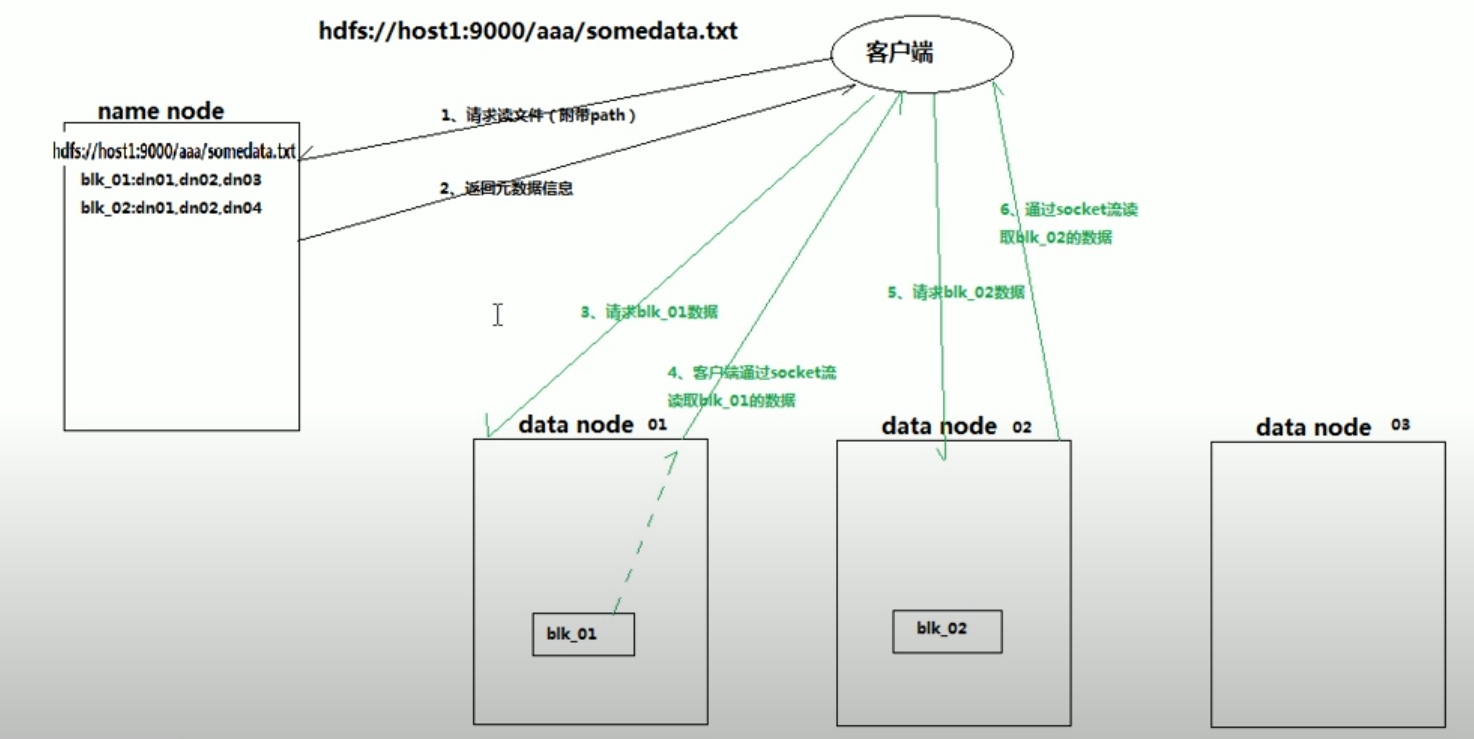 hdfs://host1:9000/aaa/somedata.txt
客户端
name node
hdfs://host1:9000/aaa/somedata.txt
blk_01:dn01,dn02,dn03
blk_02:dn01,dn02,dn04
1、请求读文件（附带path）
2、返回元数据信息
3、请求blk_01数据
4、客户端通过socket流
读取blk_01的数据
5、请求blk_02数据
6、通过socket流读
取blk_02的数据
data node 01
blk_01
data node 02
blk_02
data node 03